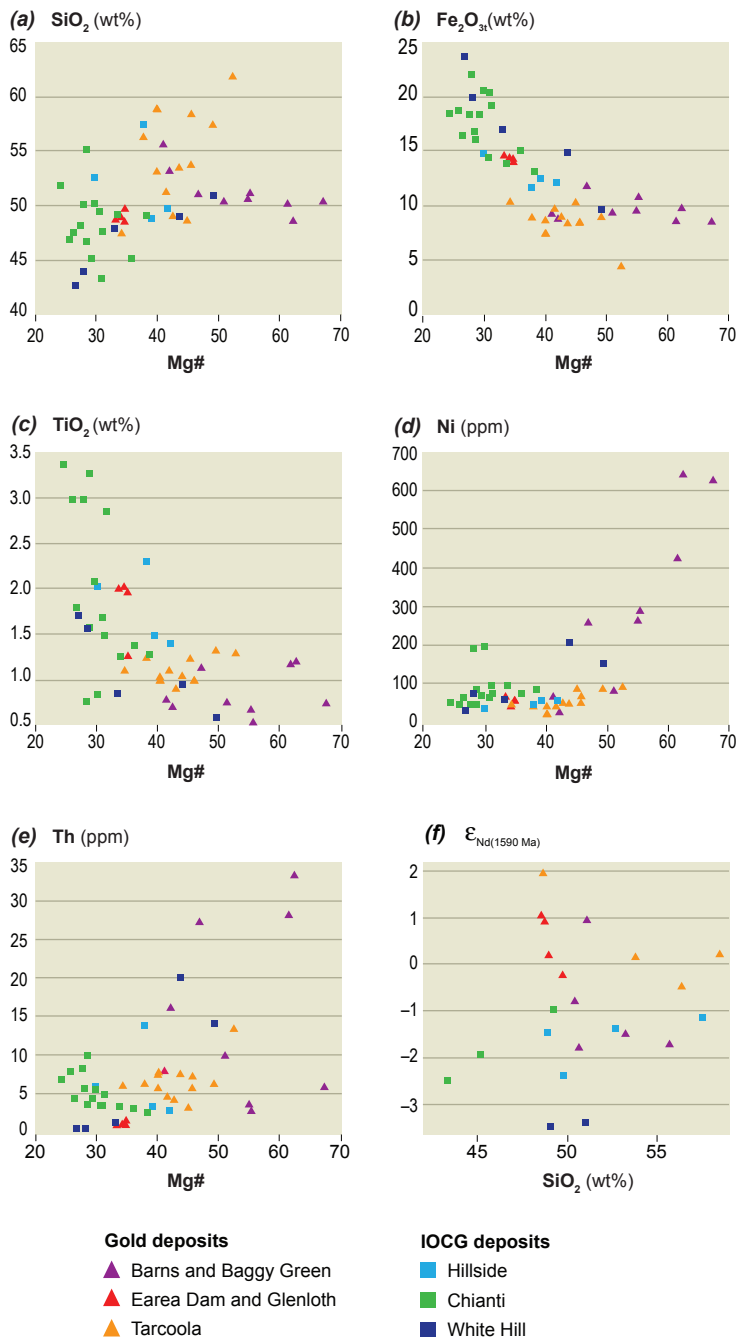 (a) SiO₂ (wt%)
65
60
55
50
45
40
20 30 40 50 60 70
Mg#
(b) Fe₂O₃ₜ(wt%)
25
20
15
10
5
0
20 30 40 50 60 70
Mg#
(c) TiO₂ (wt%)
3.5
3.0
2.5
2.0
1.5
1.0
0.5
20 30 40 50 60 70
Mg#
(d) Ni (ppm)
700
600
500
400
300
200
100
0
20 30 40 50 60 70
Mg#
(e) Th (ppm)
35
30
25
20
15
10
5
0
20 30 40 50 60 70
Mg#
(f) εNd(1590 Ma)
2
1
0
–1
–2
–3
45 50 55
SiO₂ (wt%)
Gold deposits
Barns and Baggy Green
Earea Dam and Glenloth
Tarcoola
IOCG deposits
Hillside
Chianti
White Hill